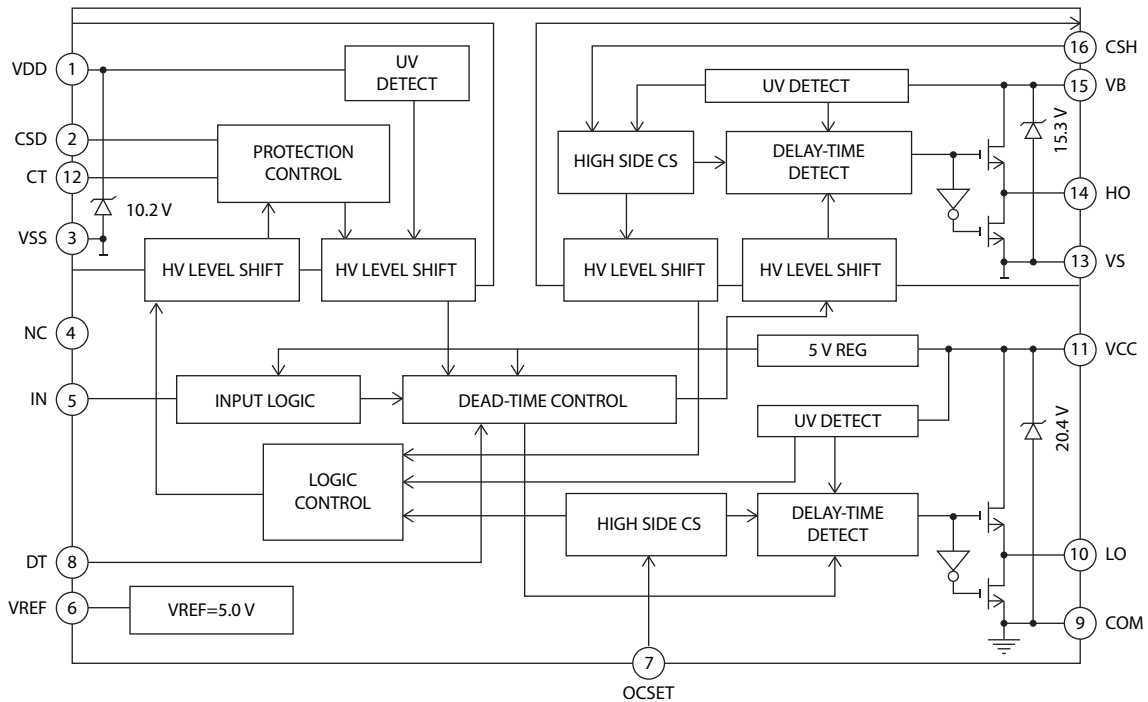 16 CSH
VDD 1
UV
DETECT
UV DETECT
15 VB
15.3 V
CSD 2
PROTECTION
CONTROL
HIGH SIDE CS
DELAY-TIME
DETECT
CT 12
14 HO
10.2 V
VSS 3
HV LEVEL SHIFT
HV LEVEL SHIFT
HV LEVEL SHIFT
HV LEVEL SHIFT
13 VS
NC 4
5 V REG
11 VCC
IN 5
INPUT LOGIC
DEAD-TIME CONTROL
UV DETECT
20.4 V
LOGIC
CONTROL
HIGH SIDE CS
DELAY-TIME
DETECT
DT 8
10 LO
VREF 6
VREF=5.0 V
9 COM
7
OCSET